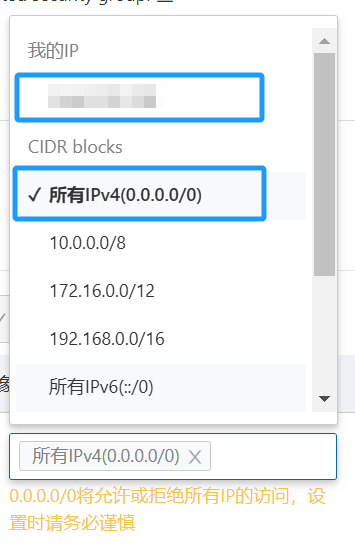 ted security group.
我的IP
CIDR blocks
✓ 所有IPv4(0.0.0.0/0)
10.0.0.0/8
172.16.0.0/12
192.168.0.0/16
所有IPv6(::/0)
像
所有IPv4(0.0.0.0/0) ×
0.0.0.0/0将允许或拒绝所有IP的访问，设
置时请务必谨慎